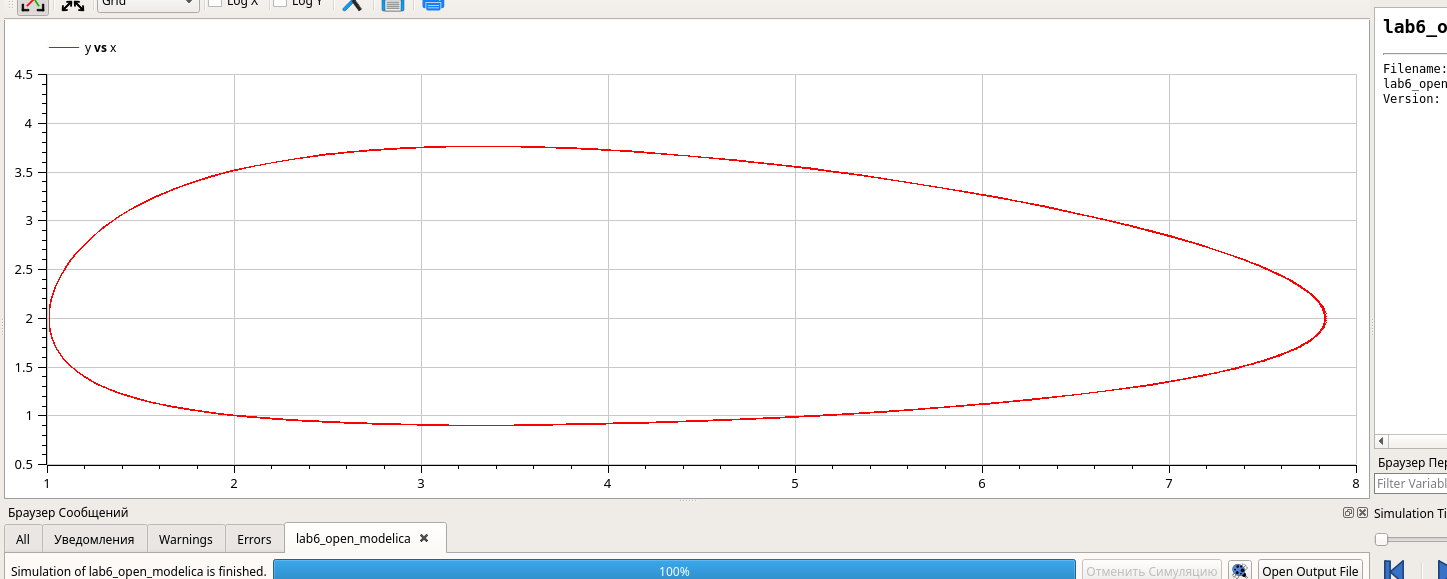 Grid Log X Log Y
y vs x
4.5
4
3.5
3
2.5
2
1.5
1
0.5
1 2 3 4 5 6 7 8
lab6_o
Filename:
lab6_open
Version:
Браузер Пер
Filter Variabl
Simulation Ti
Браузер Сообщений
All Уведомления Warnings Errors lab6_open_modelica
Simulation of lab6_open_modelica is finished. 100% Отменить Симуляцию Open Output File